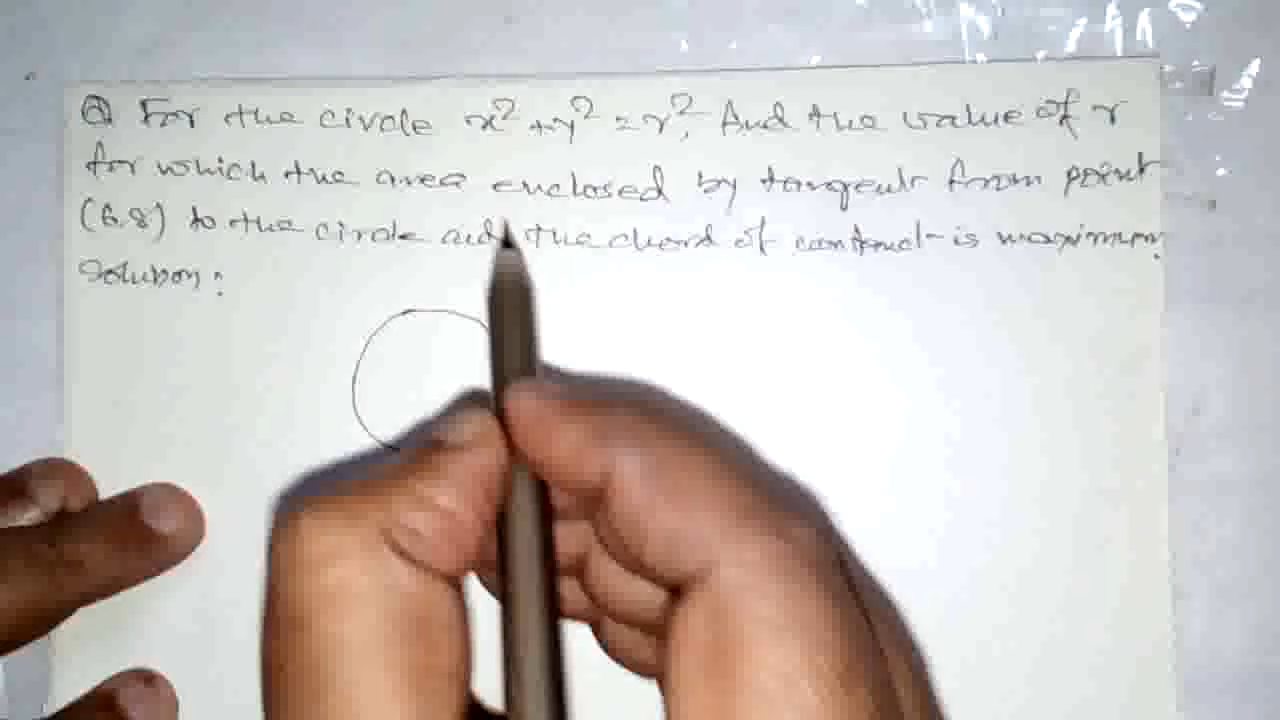 Q For the circle x² + y² = r², And the value of r
for which the area enclosed by tangents from point
(6,8) to the circle and the chord of contact is maximum.
Solution: